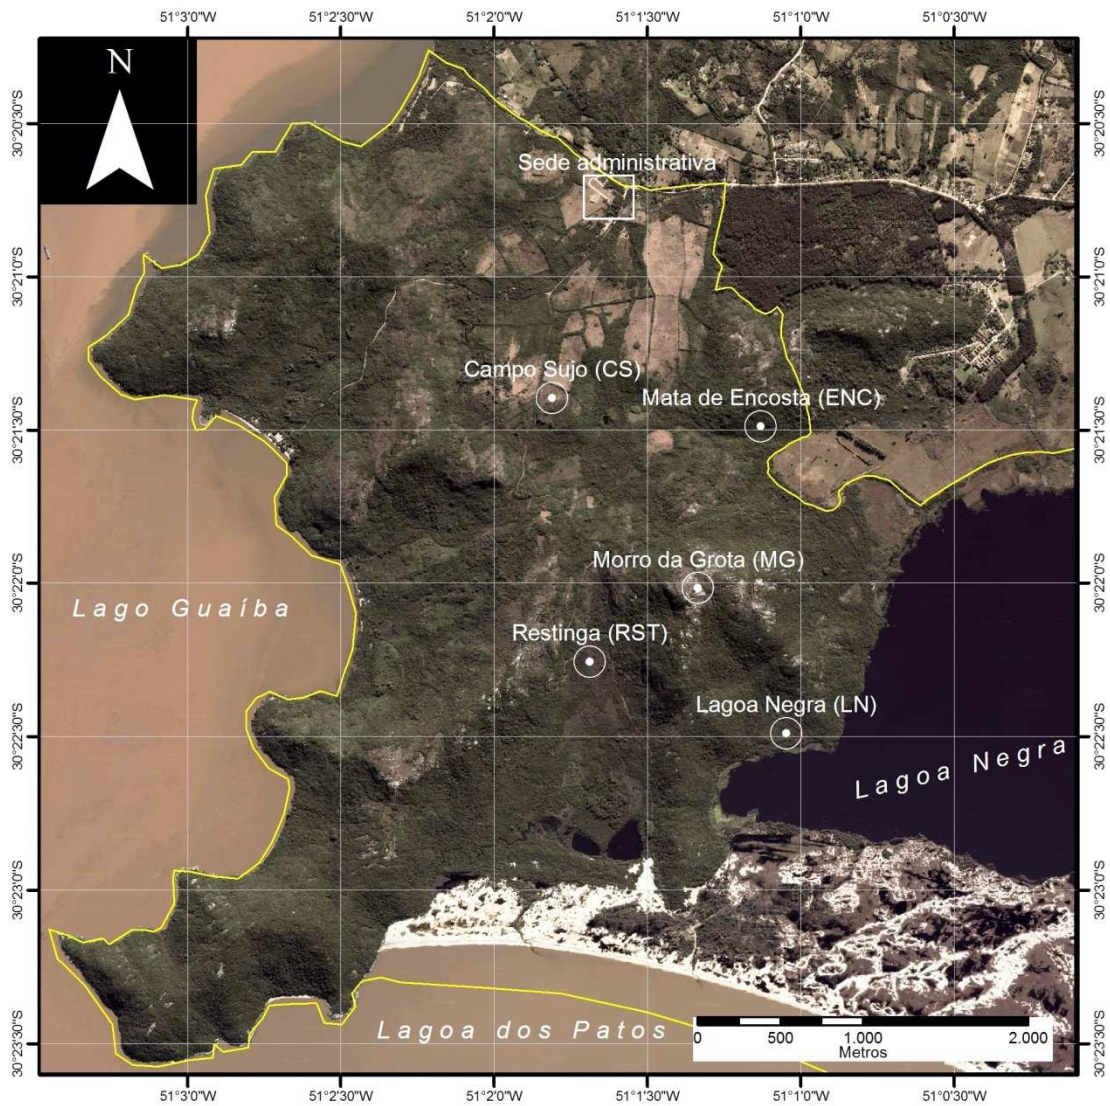 51°3'0"W 51°2'30"W 51°2'0"W 51°1'30"W 51°1'0"W 51°0'30"W
N
30°20'30"S 30°20'30"S
Sede administrativa
30°21'0"S 30°21'0"S
Campo Sujo (CS)
Mata de Encosta (ENC)
30°21'30"S 30°21'30"S
Morro da Grota (MG)
30°22'0"S 30°22'0"S
Lago Guaíba
Restinga (RST)
Lagoa Negra (LN)
30°22'30"S 30°22'30"S
Lagoa Negra
30°23'0"S 30°23'0"S
Lagoa dos Patos
0 500 1.000 2.000
Metros
30°23'30"S 30°23'30"S
51°3'0"W 51°2'30"W 51°2'0"W 51°1'30"W 51°1'0"W 51°0'30"W